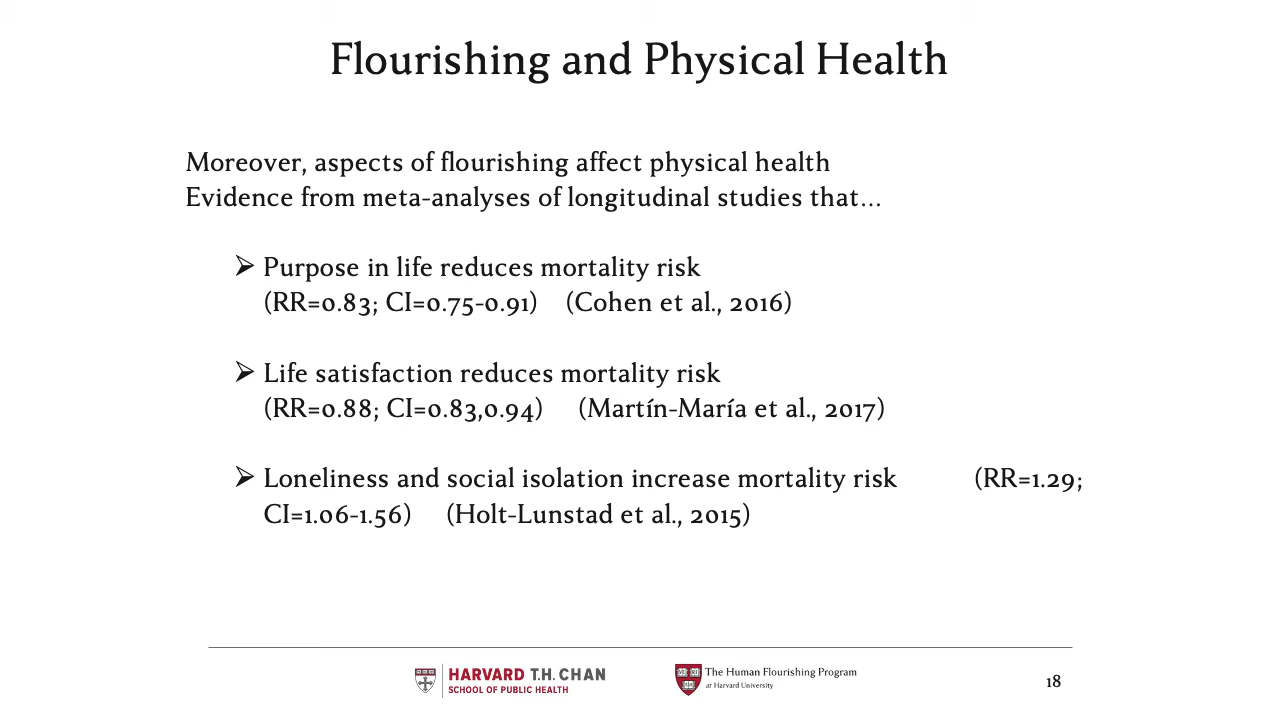 Flourishing and Physical Health
Moreover, aspects of flourishing affect physical health
Evidence from meta-analyses of longitudinal studies that…
➢ Purpose in life reduces mortality risk
(RR=0.83; CI=0.75-0.91) (Cohen et al., 2016)
➢ Life satisfaction reduces mortality risk
(RR=0.88; CI=0.83,0.94) (Martín-María et al., 2017)
➢ Loneliness and social isolation increase mortality risk (RR=1.29;
CI=1.06-1.56) (Holt-Lunstad et al., 2015)
HARVARD T.H. CHAN
SCHOOL OF PUBLIC HEALTH
The Human Flourishing Program
at Harvard University
18